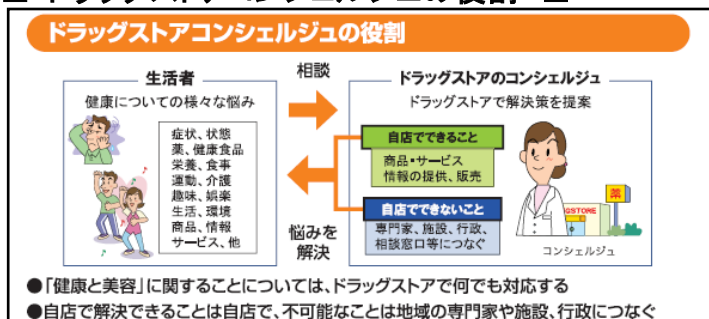 ドラッグストアコンシェルジュの役割
生活者
健康についての様々な悩み
症状、状態
薬、健康食品
栄養、食事
運動、介護
趣味、娯楽
生活、環境
商品、情報
サービス、他
相談
悩みを
解決
ドラッグストアのコンシェルジュ
ドラッグストアで解決策を提案
自店でできること
商品・サービス
情報の提供、販売
自店でできないこと
専門家、施設、行政、
相談窓口等につなぐ
薬
GSTORE
コンシェルジュ
●「健康と美容」に関することについては、ドラッグストアで何でも対応する
●自店で解決できることは自店で、不可能なことは地域の専門家や施設、行政につなぐ